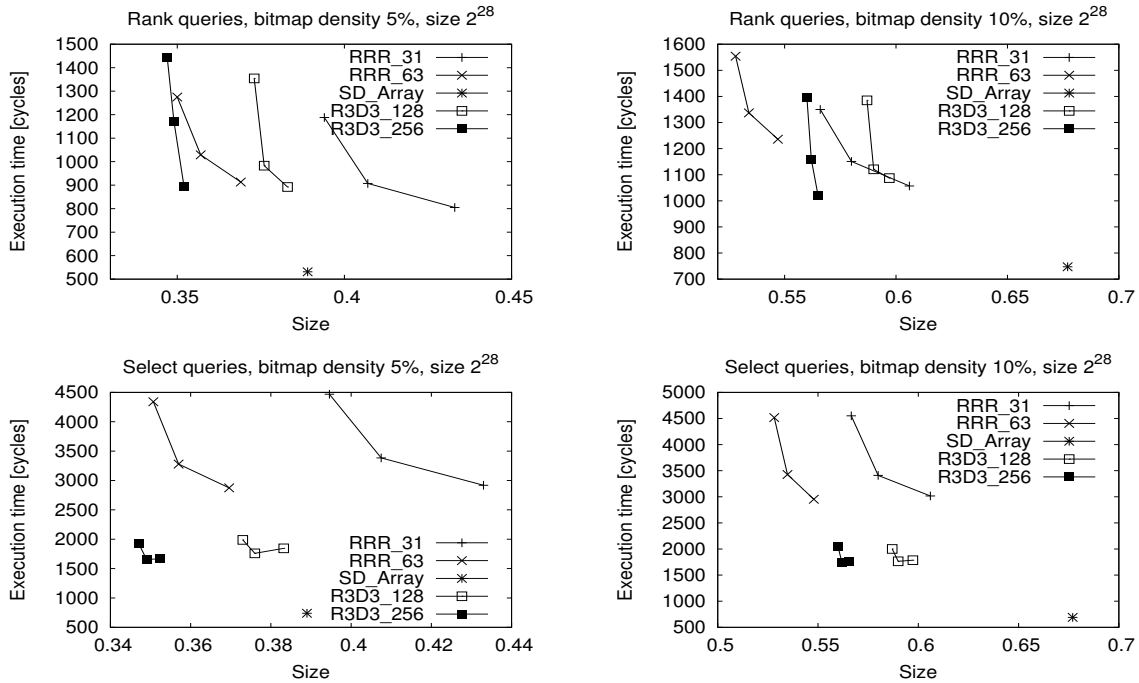 Rank queries, bitmap density 5%, size 2^28
Execution time [cycles]
1500
1400
1300
1200
1100
1000
900
800
700
600
500
RRR_31
RRR_63
SD_Array
R3D3_128
R3D3_256
0.35
0.4
0.45
Size
Rank queries, bitmap density 10%, size 2^28
Execution time [cycles]
1600
1500
1400
1300
1200
1100
1000
900
800
700
RRR_31
RRR_63
SD_Array
R3D3_128
R3D3_256
0.55
0.6
0.65
0.7
Size
Select queries, bitmap density 5%, size 2^28
Execution time [cycles]
4500
4000
3500
3000
2500
2000
1500
1000
500
RRR_31
RRR_63
SD_Array
R3D3_128
R3D3_256
0.34
0.36
0.38
0.4
0.42
0.44
Size
Select queries, bitmap density 10%, size 2^28
Execution time [cycles]
5000
4500
4000
3500
3000
2500
2000
1500
1000
500
RRR_31
RRR_63
SD_Array
R3D3_128
R3D3_256
0.5
0.55
0.6
0.65
0.7
Size